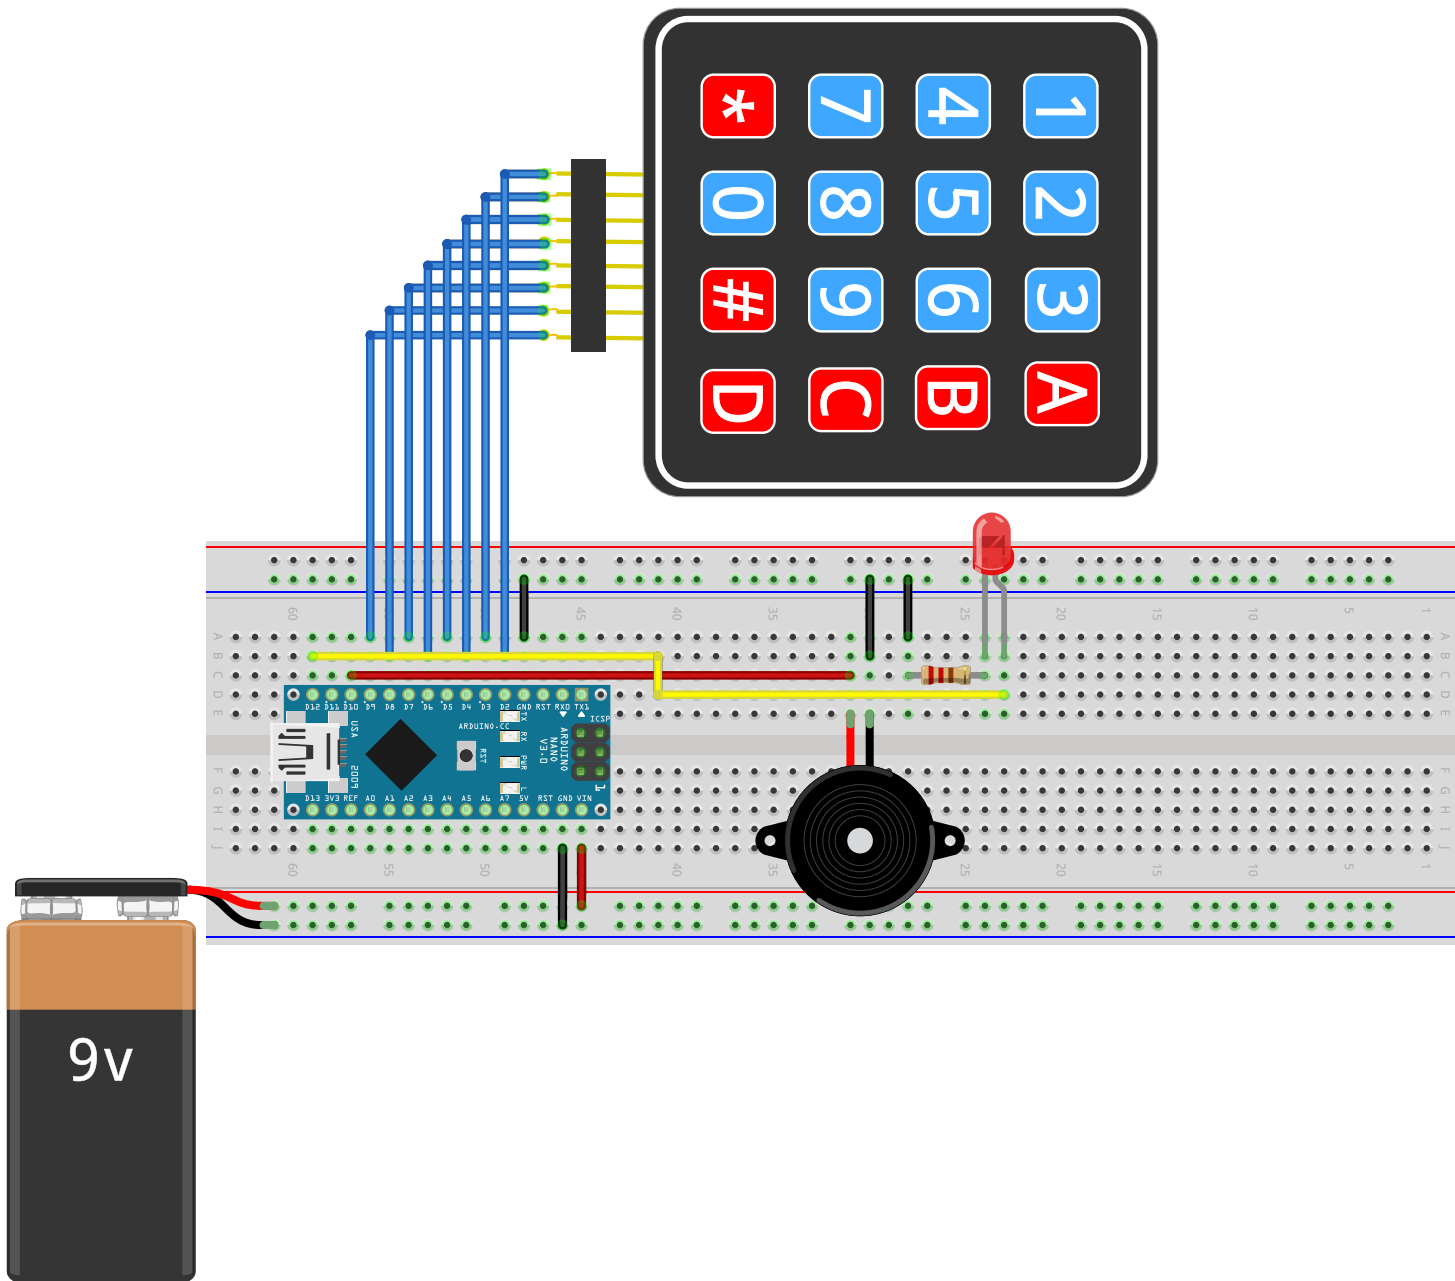 * 7 4 1
0 8 5 2
# 9 6 3
D C B A
60 45 40 35 25 20 15 10 5 1
A A
B B
C C
D D
E E
D12 D11 D10 D9 D8 D7 D6 D5 D4 D3 D2 GND RST RX0 TX1
TX
RX
PWR
L
ARDUINO.CC
ICSP
USA
2009
RST
ARDUINO
NANO
V3.0
1
D13 3V3 REF A0 A1 A2 A3 A4 A5 A6 A7 5V RST GND VIN
F F
G G
H H
I I
J J
60 55 50 40 35 25 20 15 10 5 1
9v